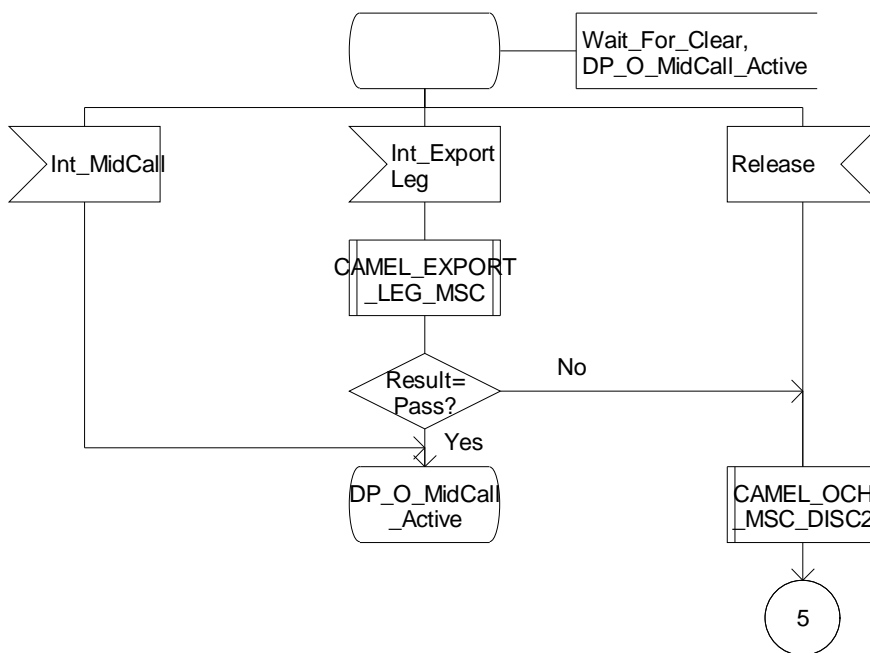 Wait_For_Clear,
DP_O_MidCall_Active
Int_MidCall
Int_Export
Leg
Release
CAMEL_EXPORT
_LEG_MSC
Result=
Pass?
No
Yes
DP_O_MidCall
_Active
CAMEL_OCH
_MSC_DISC2
5